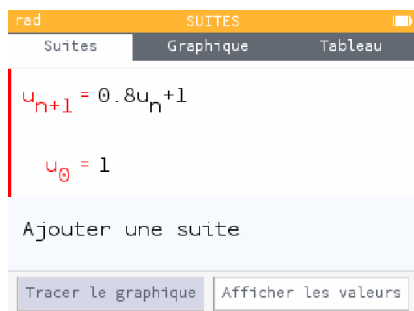 rad SUITES
Suites Graphique Tableau
uₙ₊₁ = 0.8uₙ+1
u₀ = 1
Ajouter une suite
Tracer le graphique Afficher les valeurs